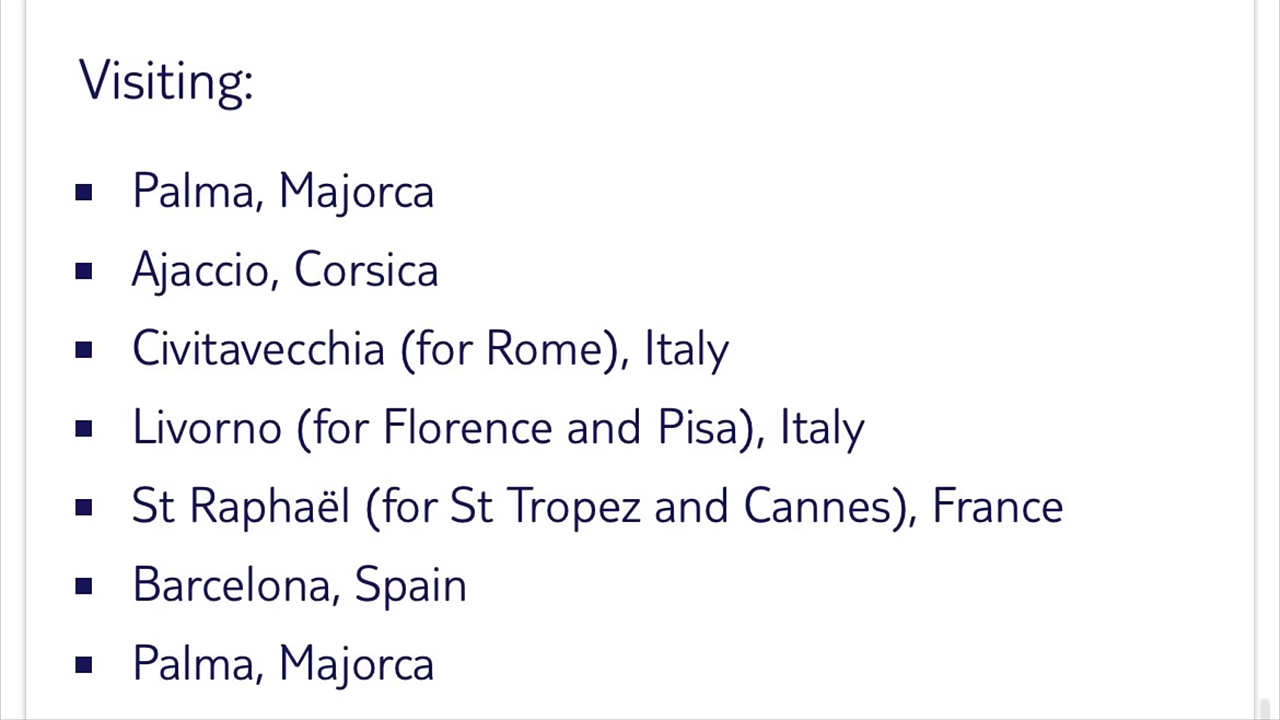 Visiting:
Palma, Majorca
Ajaccio, Corsica
Civitavecchia (for Rome), Italy
Livorno (for Florence and Pisa), Italy
St Raphaël (for St Tropez and Cannes), France
Barcelona, Spain
Palma, Majorca